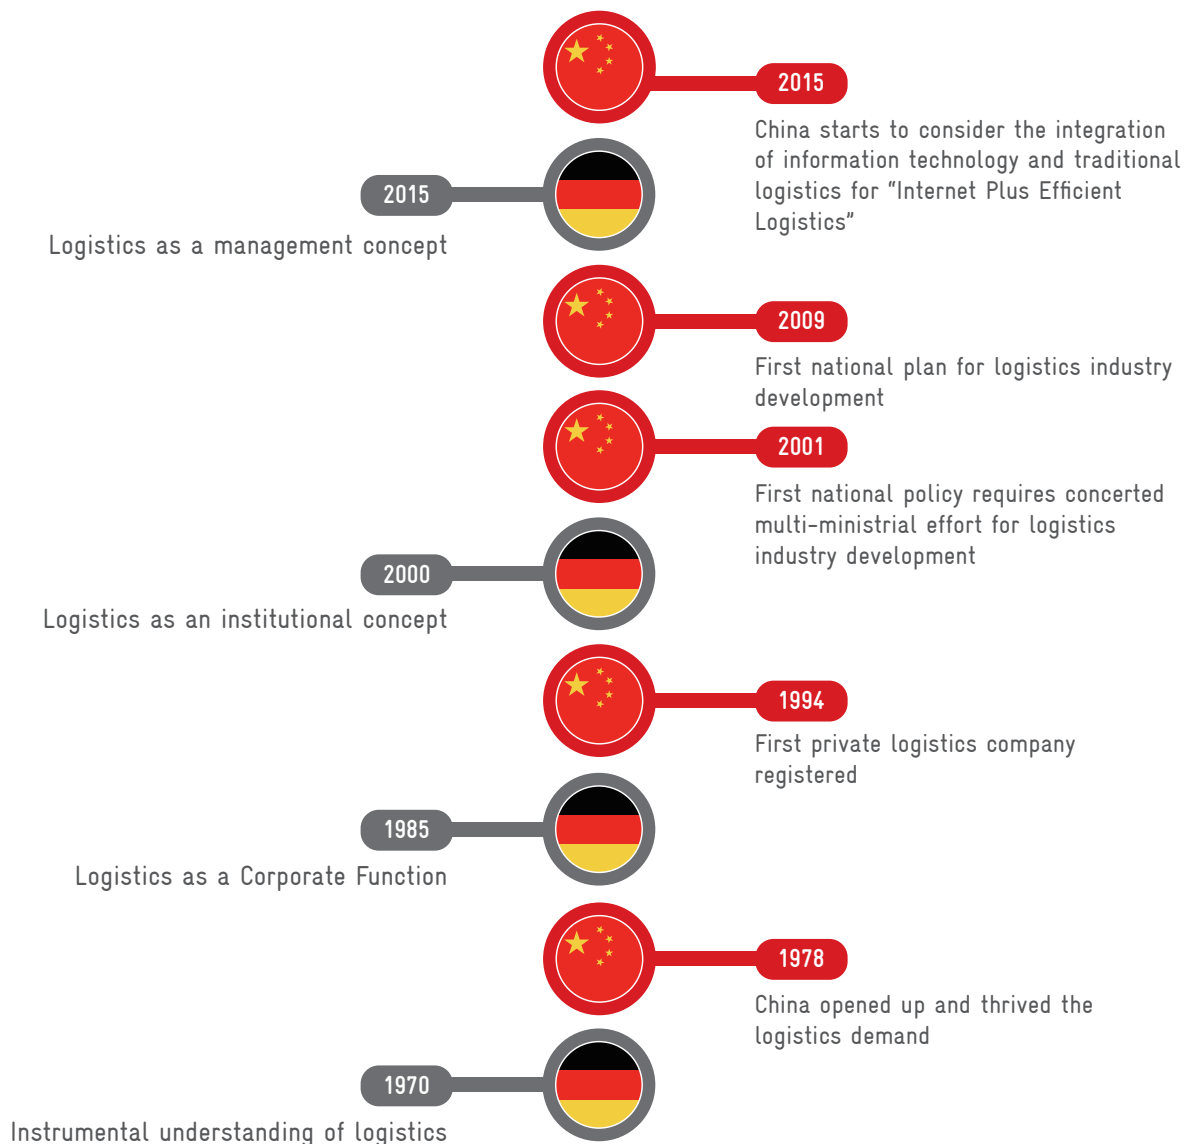 2015
China starts to consider the integration
of information technology and traditional
logistics for "Internet Plus Efficient
Logistics"
2015
Logistics as a management concept
2009
First national plan for logistics industry
development
2001
First national policy requires concerted
multi-ministrial effort for logistics
industry development
2000
Logistics as an institutional concept
1994
First private logistics company
registered
1985
Logistics as a Corporate Function
1978
China opened up and thrived the
logistics demand
1970
Instrumental understanding of logistics